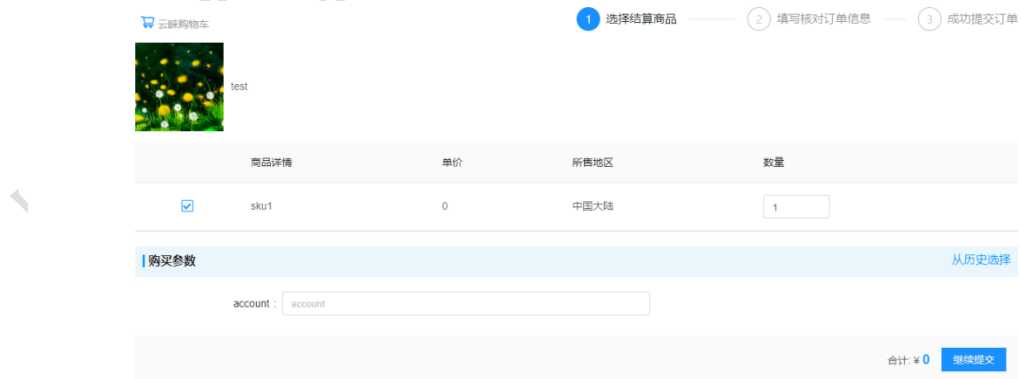 云睐购物车
1 选择结算商品 2 填写核对订单信息 3 成功提交订单
test
商品详情 单价 所售地区 数量
sku1 0 中国大陆 1
购买参数 从历史选择
account : account
合计: ¥ 0 继续提交